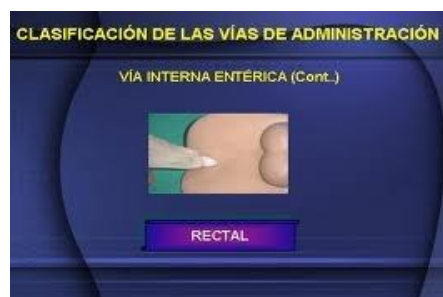 CLASIFICACIÓN DE LAS VÍAS DE ADMINISTRACIÓN
VÍA INTERNA ENTÉRICA (Cont..)
RECTAL